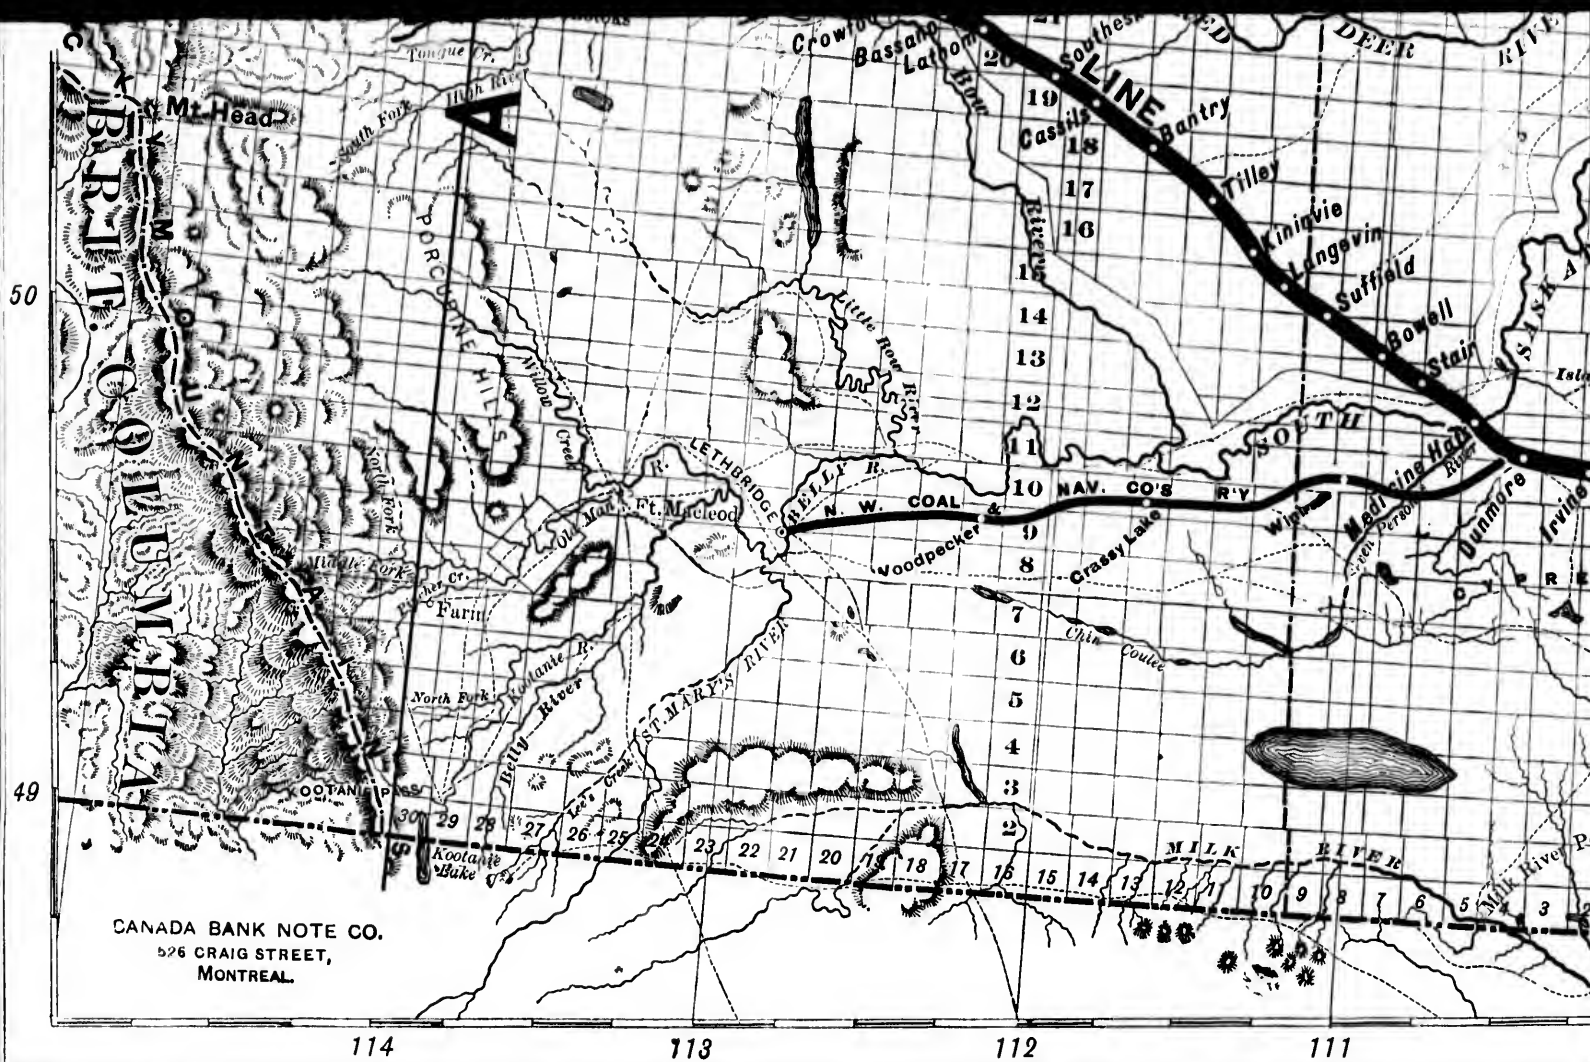 Tongue Cr.
High River
Mt. Head
South Fork
A
BRIT. COLUMBIA
PORCUPINE HILLS
Willow Creek
North Fork
Middle Fork
Pincher Cr.
Farm
Old Man
R.
Ft. Macleod
LETHBRIDGE
BELLY R.
Little Bow River
Bow River
Bassano
Lathom
LINE
Cassils
Bantry
Tilley
Kininvie
Langevin
Suffield
Bowell
Stair
RED DEER RIVER
SOUTH
Medicine Hat
River
Dunmore
Irvine
N. W. COAL & NAV. CO'S R'Y
Woodpecker
Grassy Lake
Chin Coulee
Kootanie R.
North Fork
Belly River
ST. MARY'S RIVER
Lee's Creek
KOOTANIE PASS
Kootanie Lake
MILK RIVER
20
19
18
17
16
15
14
13
12
11
10
9
8
7
6
5
4
3
2
30 29 28 27 26 25 24 23 22 21 20 19 18 17 16 15 14 13 12 11 10 9 8 7 6 5 4 3
50
49
CANADA BANK NOTE CO.
526 CRAIG STREET,
MONTREAL.
114 113 112 111